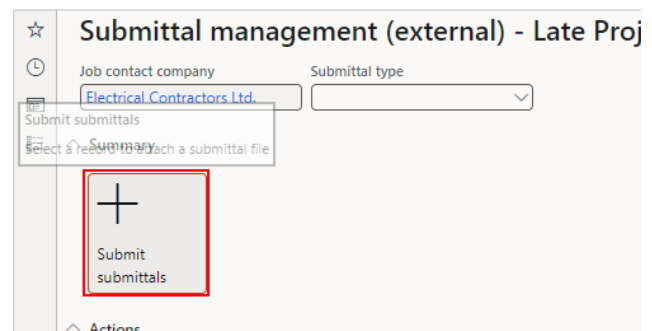 Submittal management (external) - Late Proj
Job contact company
Submittal type
Electrical Contractors Ltd.
Submit submittals
Summary
Select a record to attach a submittal file
Submit
submittals
Actions